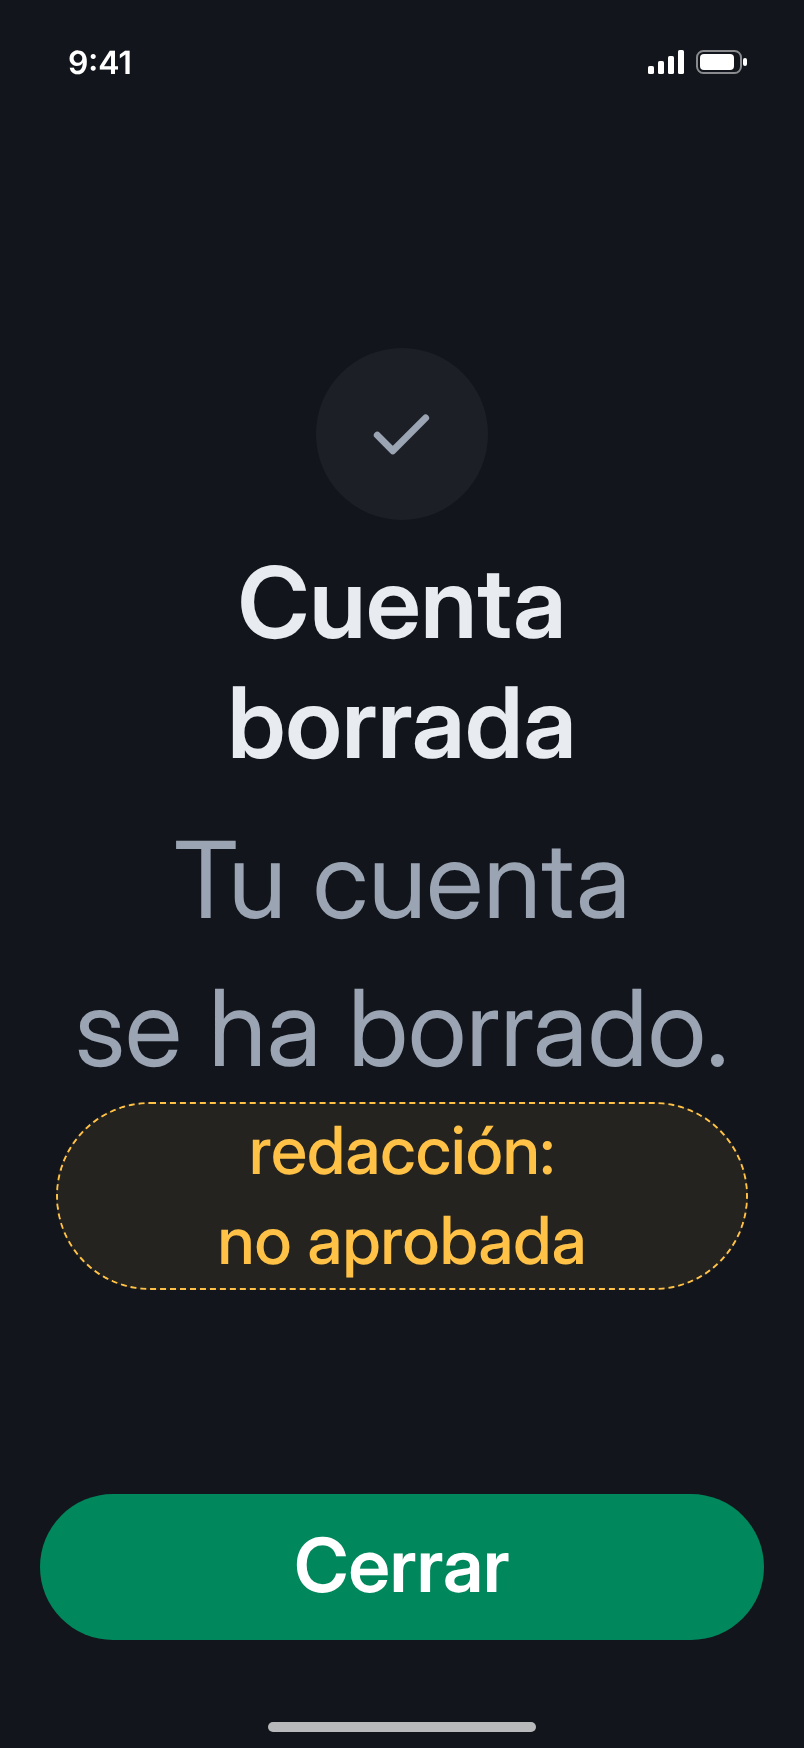 9:41
Cuenta
borrada
Tu cuenta
se ha borrado.
redacción:
no aprobada
Cerrar